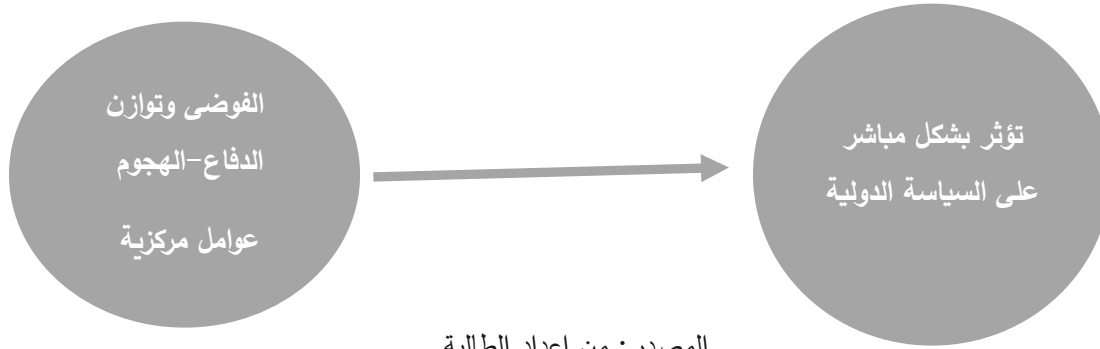 الفوضى وتوازن
الدفاع-الهجوم
عوامل مركزية
تؤثر بشكل مباشر
على السياسة الدولية
المصدر: من إعداد الطالبة